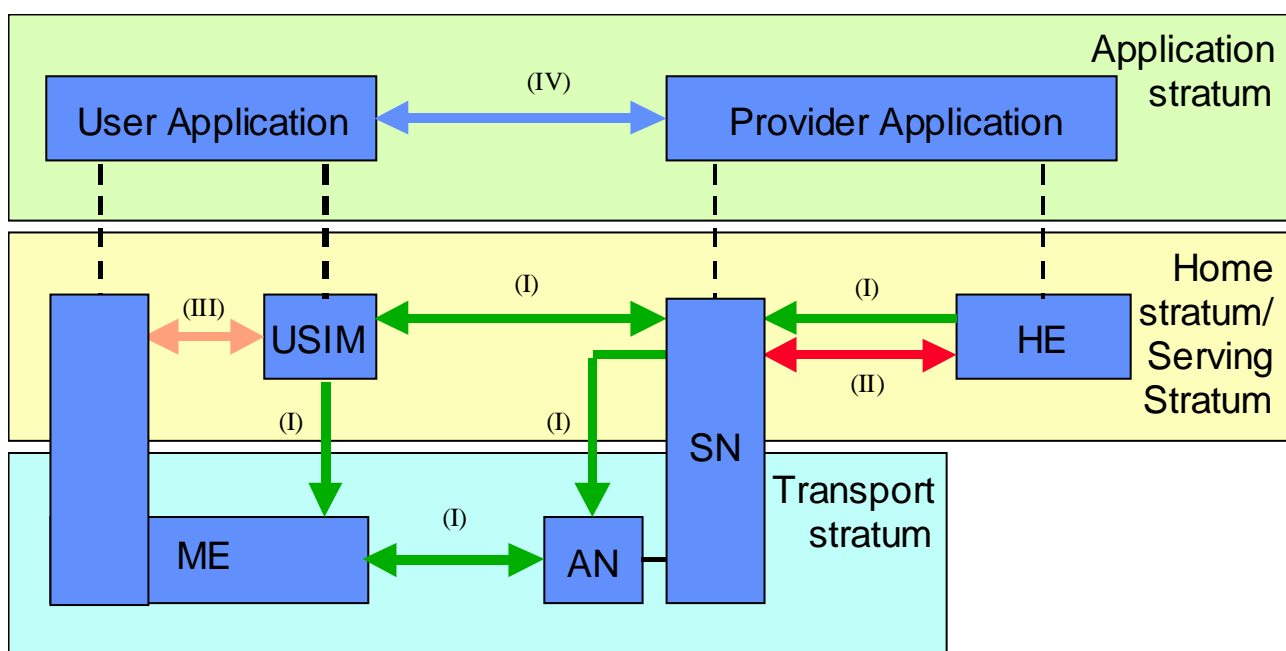 Application
stratum
(IV)
User Application
Provider Application
Home
stratum/
Serving
Stratum
(III)
(I)
(I)
USIM
HE
(II)
(I)
(I)
SN
Transport
stratum
(I)
ME
AN